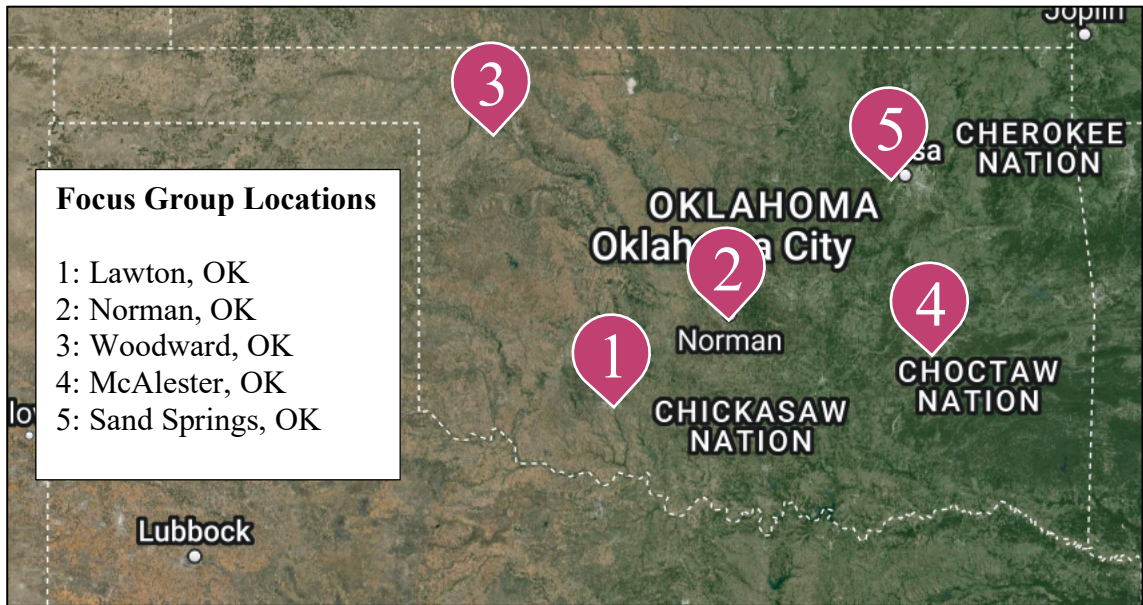 Joplin
3
5
sa
CHEROKEE
NATION
Focus Group Locations
1: Lawton, OK
2: Norman, OK
3: Woodward, OK
4: McAlester, OK
5: Sand Springs, OK
OKLAHOMA
Oklahoma City
2
4
Norman
1
CHOCTAW
NATION
CHICKASAW
NATION
Lubbock